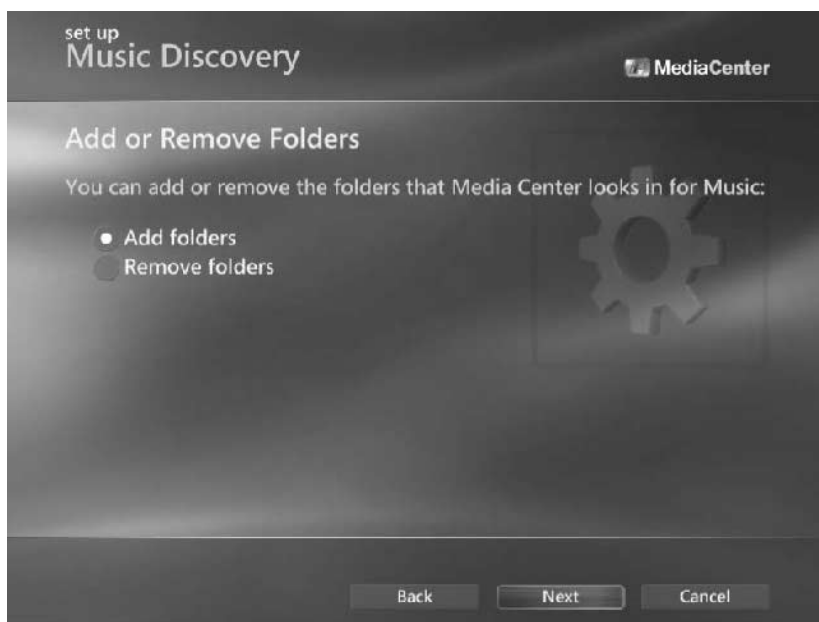 set up
Music Discovery
MediaCenter
Add or Remove Folders
You can add or remove the folders that Media Center looks in for Music:
Add folders
Remove folders
Back Next Cancel